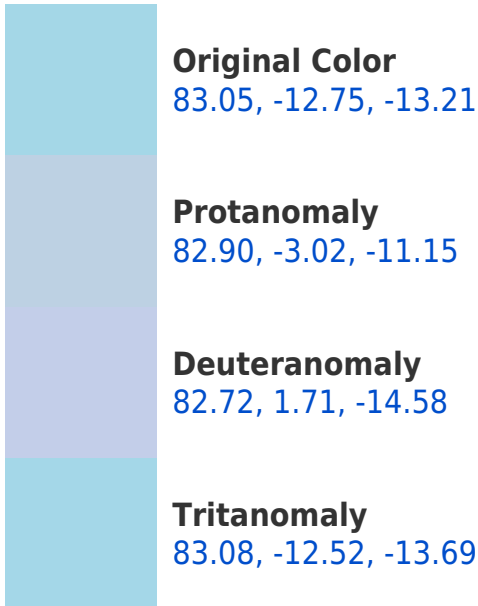 Original Color
83.05, -12.75, -13.21
Protanomaly
82.90, -3.02, -11.15
Deuteranomaly
82.72, 1.71, -14.58
Tritanomaly
83.08, -12.52, -13.69